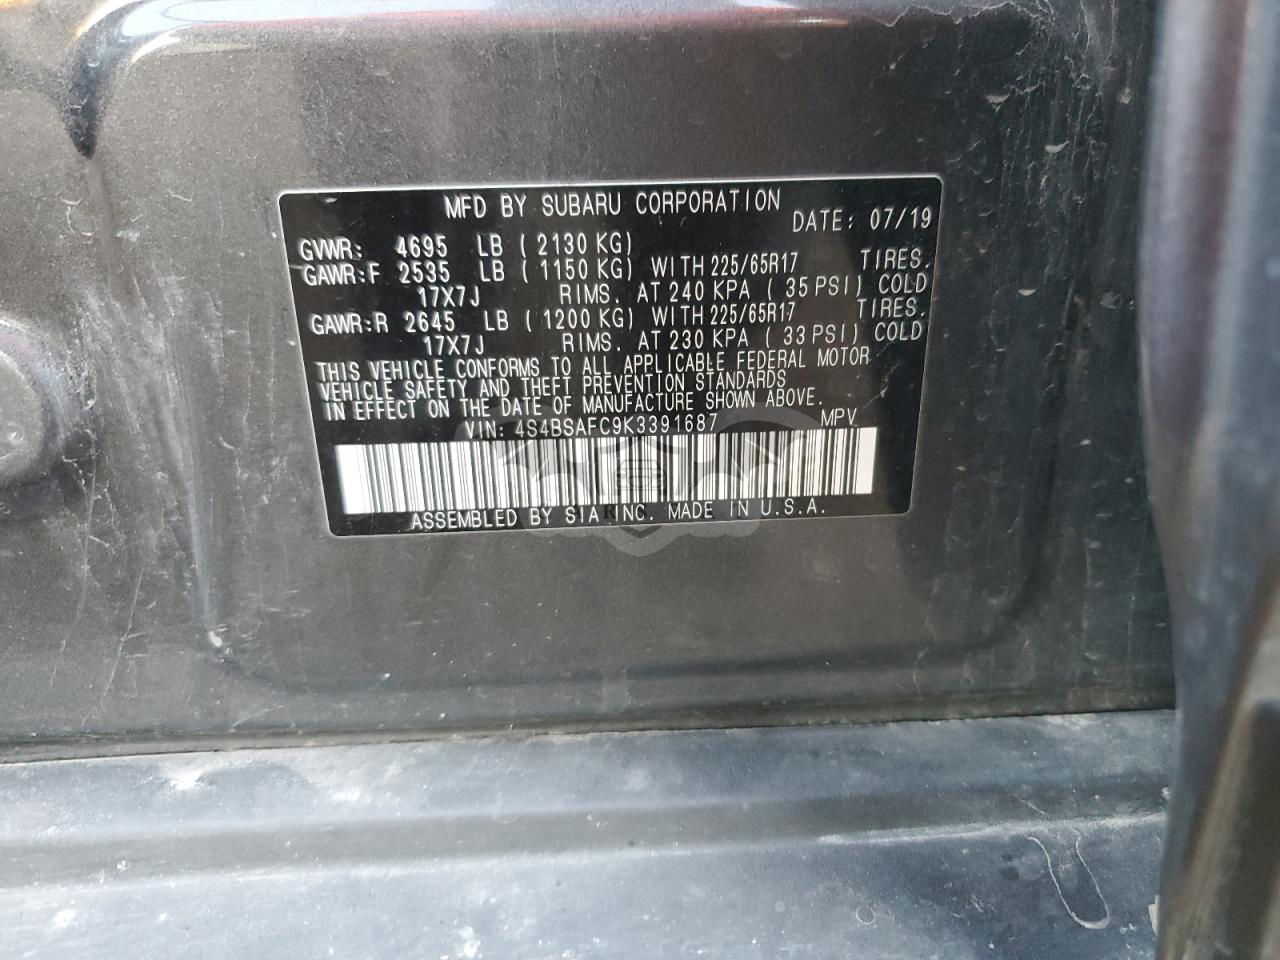 MFD BY SUBARU CORPORATION
DATE: 07/19
GVWR: 4695 LB ( 2130 KG)
GAWR:F 2535 LB ( 1150 KG) WITH 225/65R17 TIRES.
17X7J RIMS. AT 240 KPA ( 35 PSI) COLD
GAWR:R 2645 LB ( 1200 KG) WITH 225/65R17 TIRES.
17X7J RIMS. AT 230 KPA ( 33 PSI) COLD
THIS VEHICLE CONFORMS TO ALL APPLICABLE FEDERAL MOTOR
VEHICLE SAFETY AND THEFT PREVENTION STANDARDS
IN EFFECT ON THE DATE OF MANUFACTURE SHOWN ABOVE.
VIN: 4S4BSAFC9K3391687 MPV
ASSEMBLED BY SIA INC. MADE IN U.S.A.